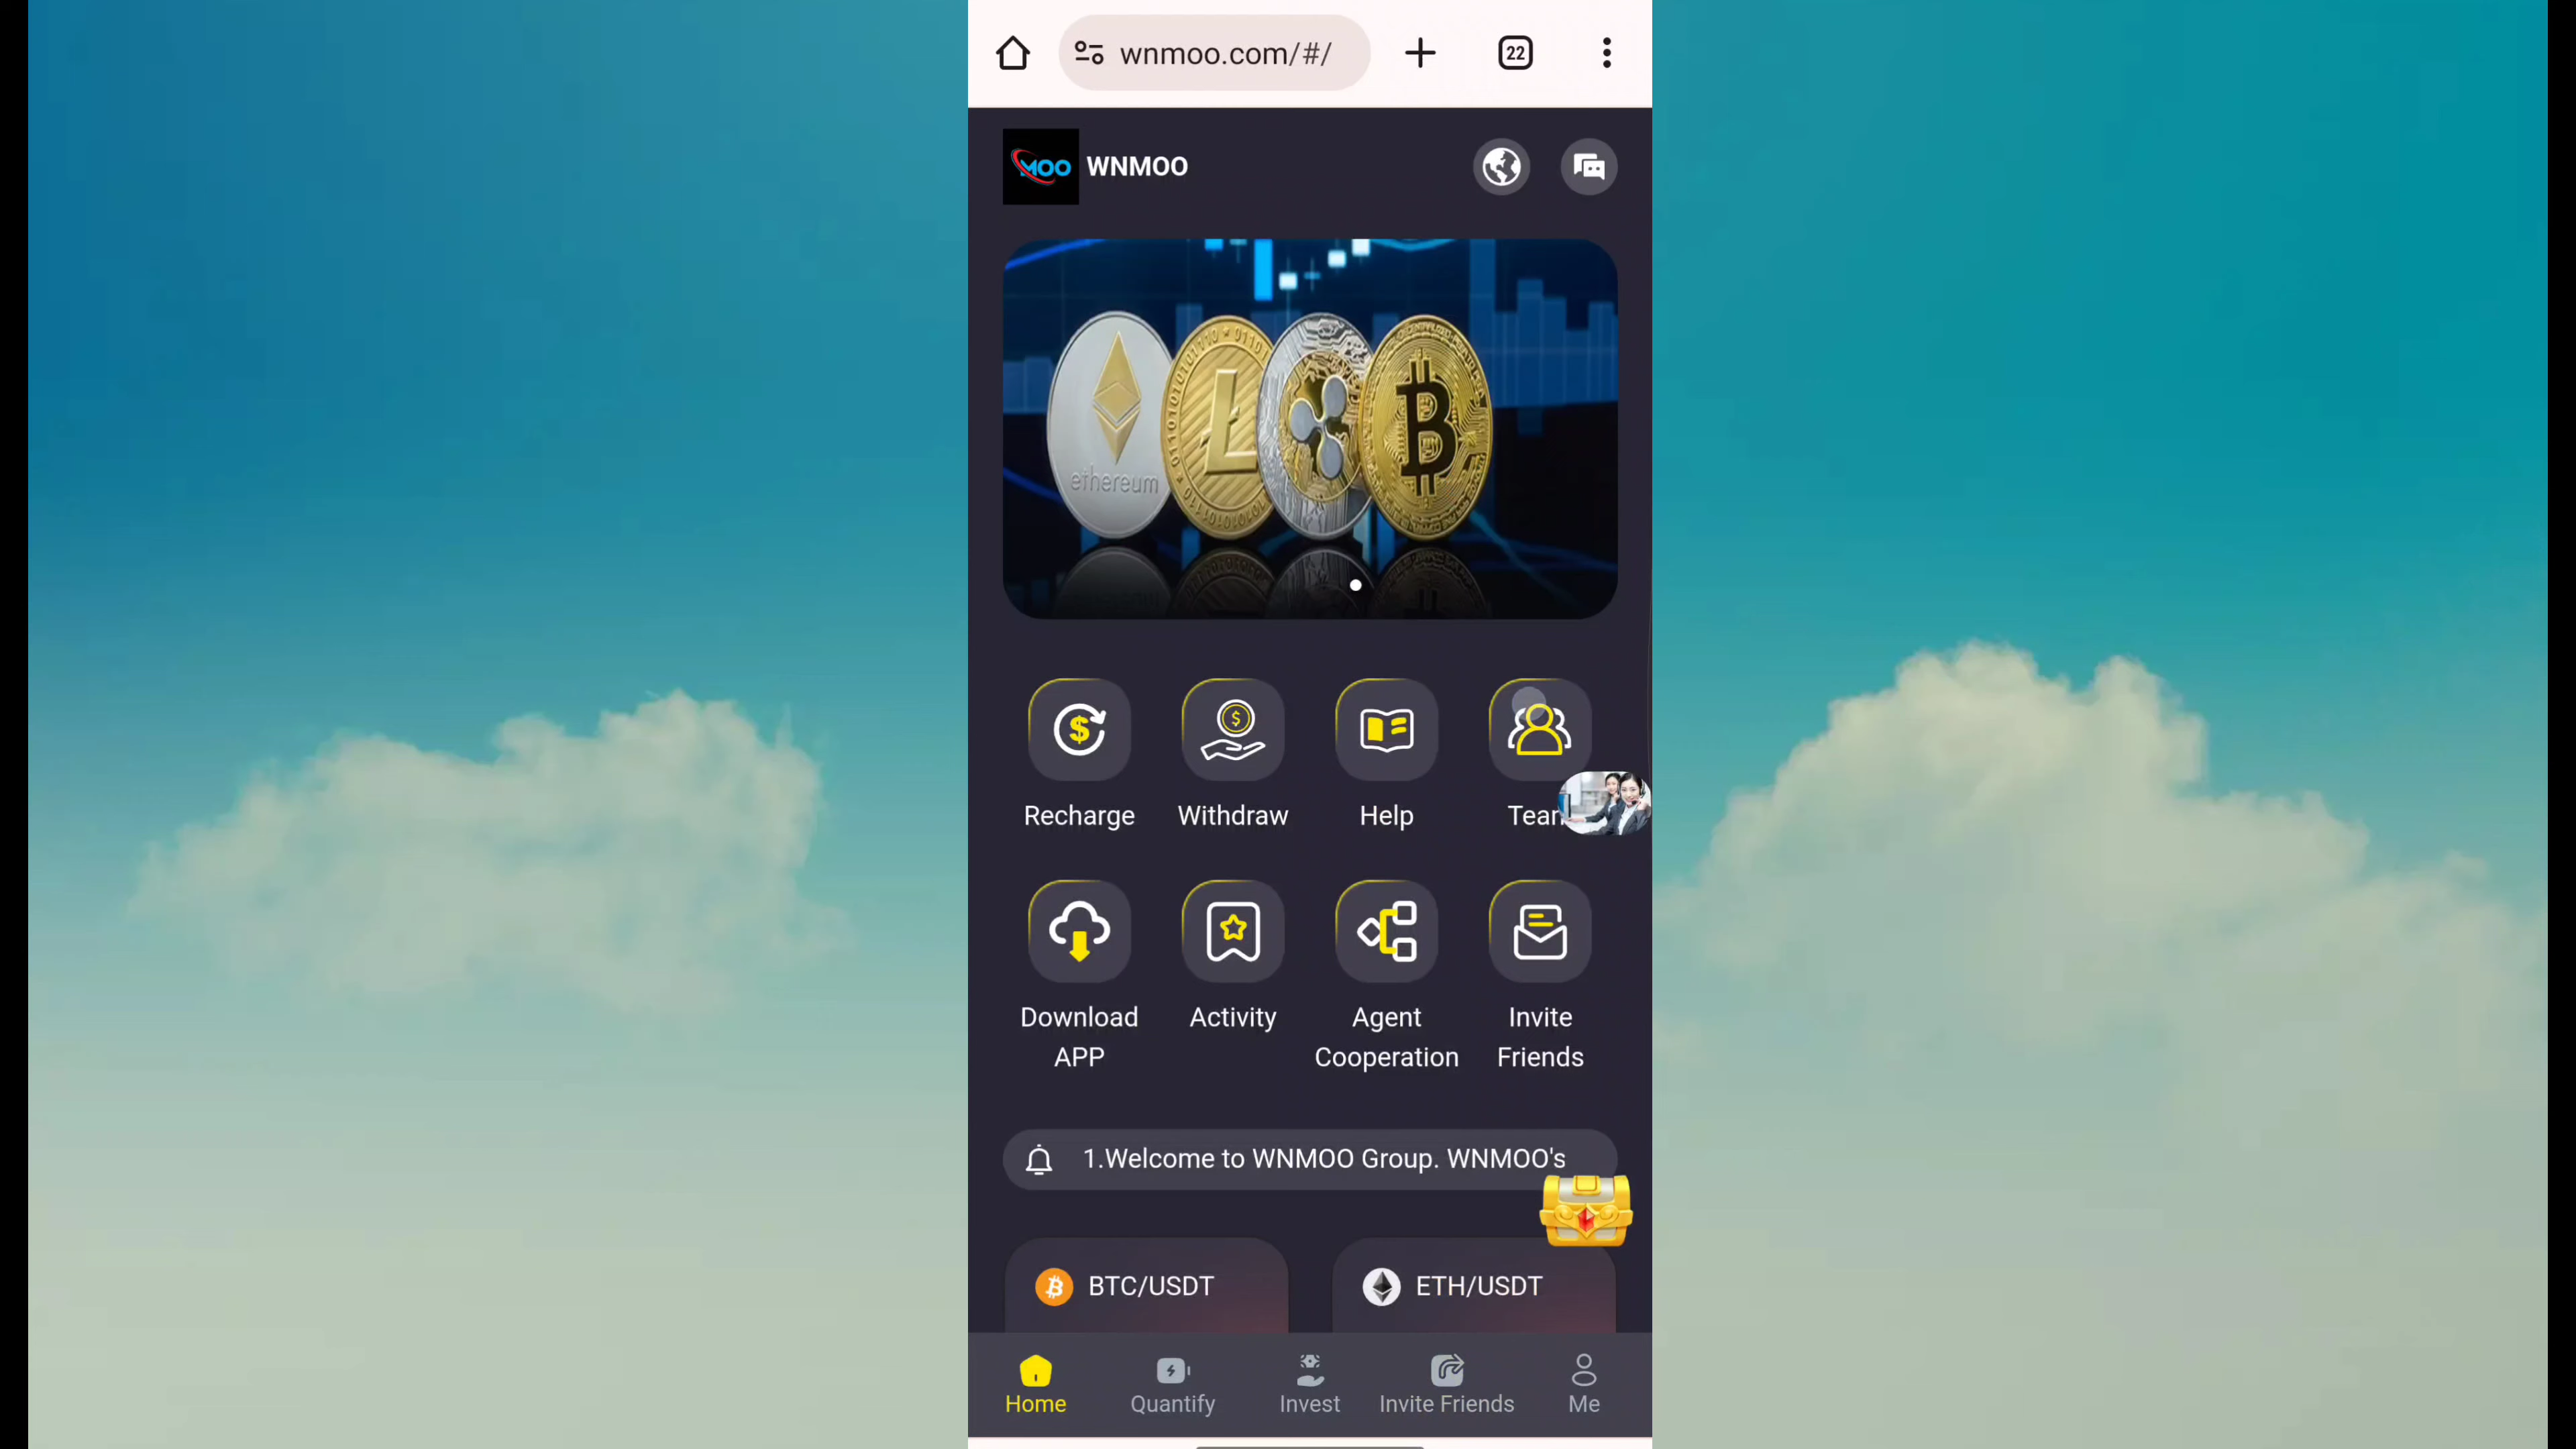 wnmoo.com/#/
22
MOO WNMOO
ethereum
Recharge Withdraw Help Team
Download APP
Activity
Agent Cooperation
Invite Friends
1.Welcome to WNMOO Group. WNMOO's
BTC/USDT ETH/USDT
Home Quantify Invest Invite Friends Me